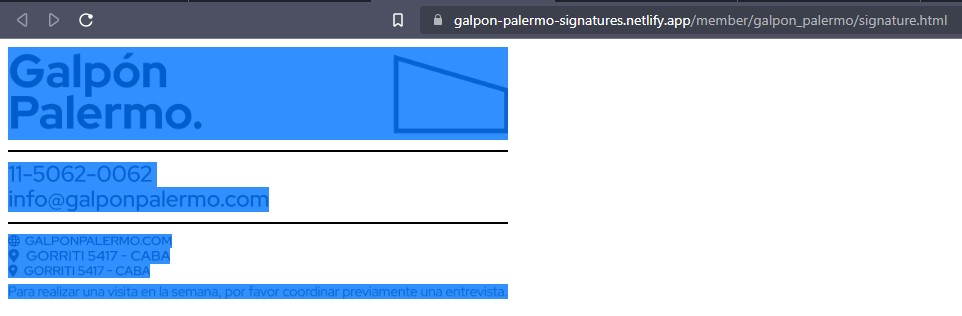 galpon-palermo-signatures.netlify.app/member/galpon_palermo/signature.html
Galpón
Palermo.
11-5062-0062
info@galponpalermo.com
GALPONPALERMO.COM
GORRITI 5417 - CABA
GORRITI 5417 - CABA
Para realizar una visita en la semana, por favor coordinar previamente una entrevista.